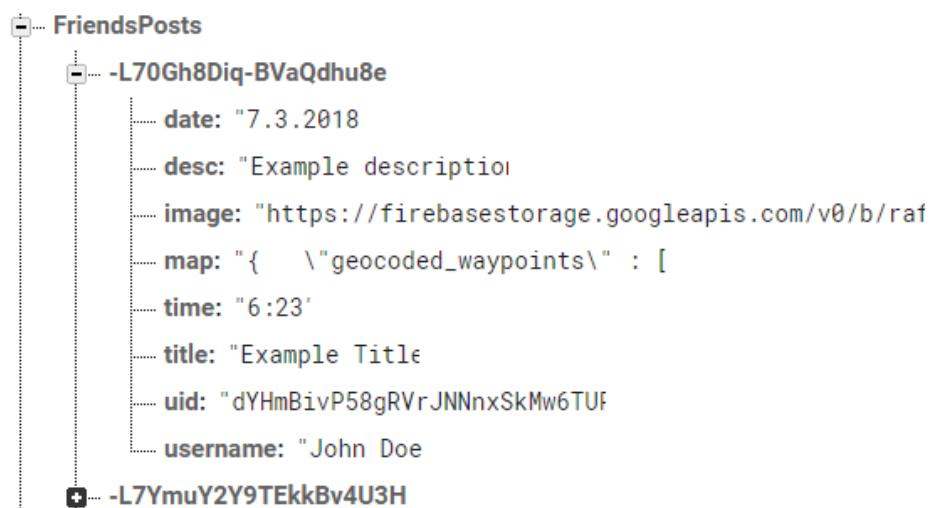 FriendsPosts
-L70Gh8Diq-BVaQdhu8e
date: "7.3.2018
desc: "Example description
image: "https://firebasestorage.googleapis.com/v0/b/raf
map: "{   \"geocoded_waypoints\" : [
time: "6:23"
title: "Example Title
uid: "dYHmBivP58gRVrJNNnxSkMw6TUF
username: "John Doe
-L7YmuY2Y9TEkkBv4U3H